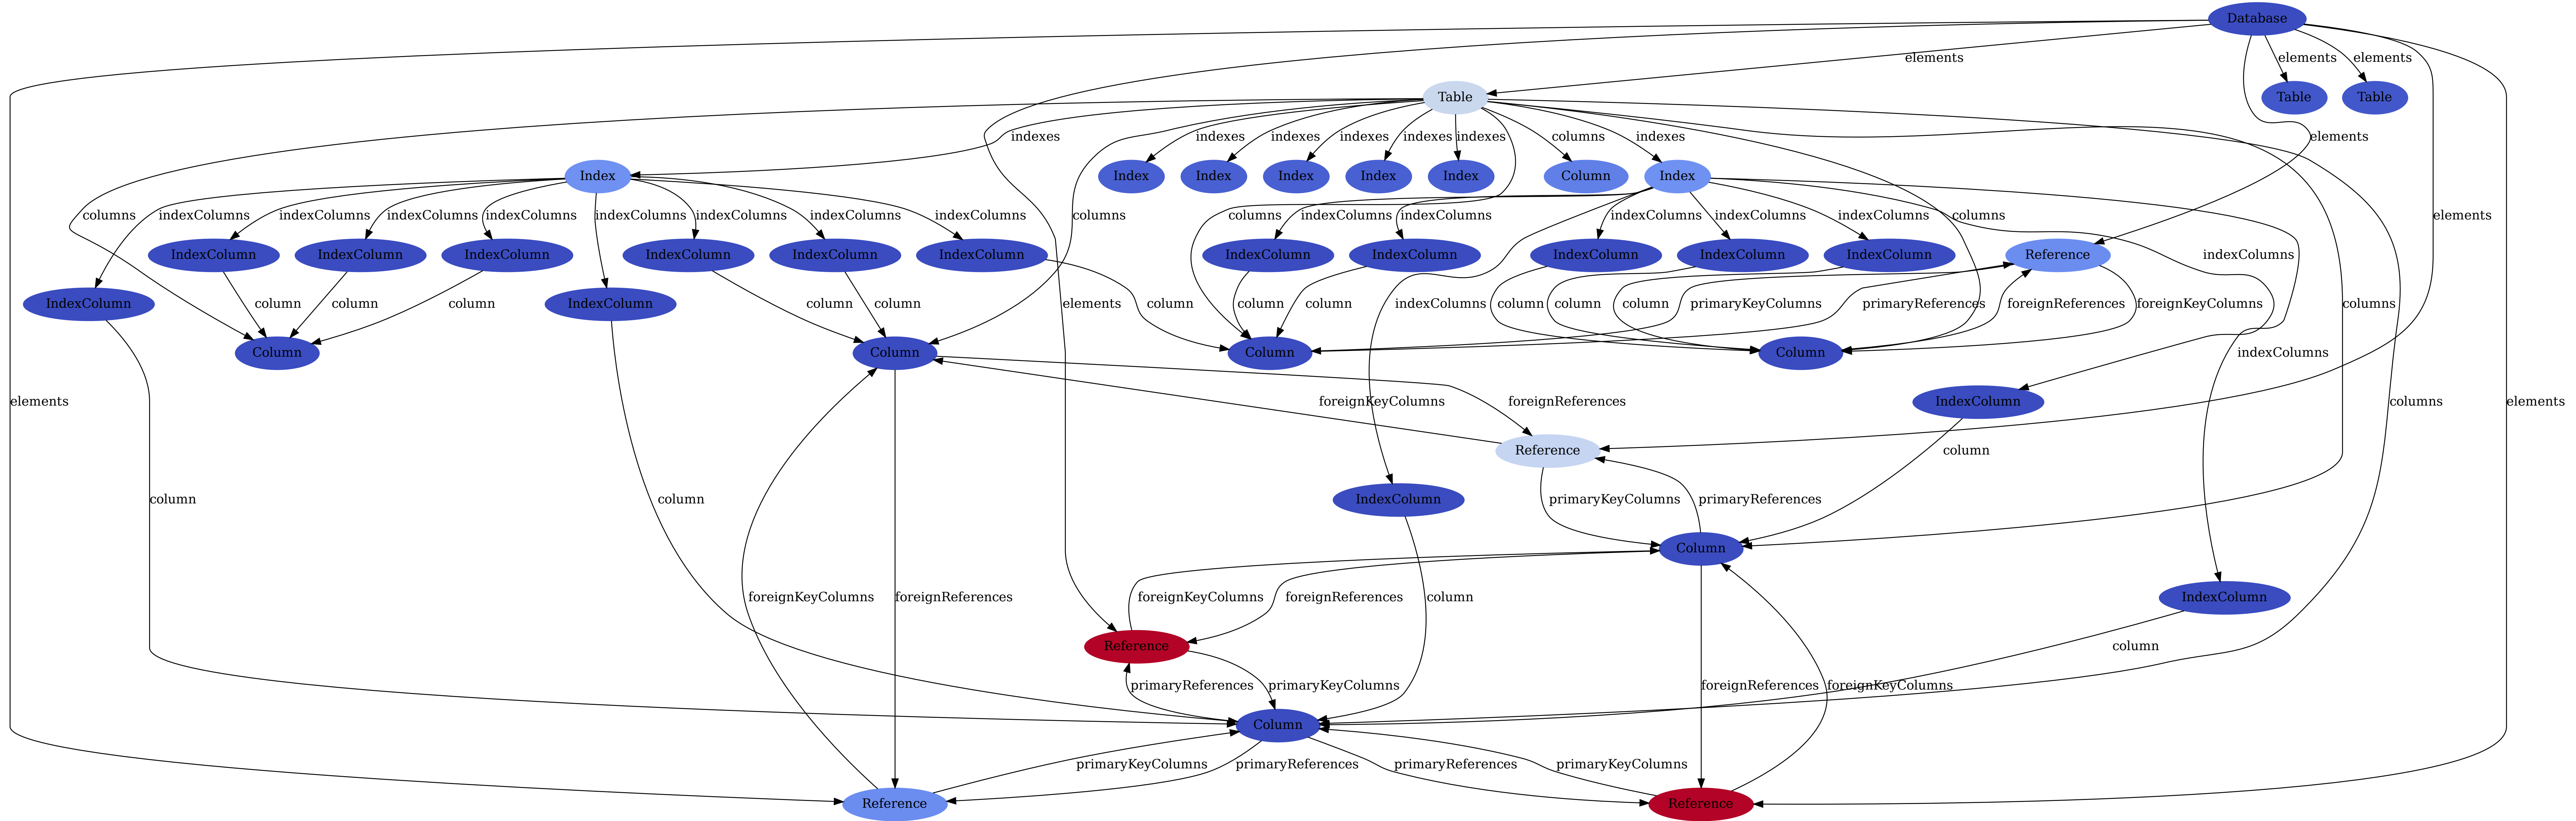 Database
elements
elements
elements
Table
Table
Table
indexes
indexes
indexes
indexes
indexes
indexes
columns
indexes
elements
Index
Index
Index
Index
Index
Index
Column
Index
columns
indexColumns
indexColumns
indexColumns
indexColumns
indexColumns
indexColumns
indexColumns
indexColumns
columns
columns
indexColumns
indexColumns
indexColumns
indexColumns
indexColumns
columns
elements
IndexColumn
IndexColumn
IndexColumn
IndexColumn
IndexColumn
IndexColumn
IndexColumn
IndexColumn
IndexColumn
IndexColumn
IndexColumn
Reference
indexColumns
IndexColumn
column
column
column
IndexColumn
column
column
elements
column
column
column
indexColumns
column
column
column
primaryKeyColumns
primaryReferences
foreignReferences
foreignKeyColumns
columns
Column
Column
Column
Column
indexColumns
elements
foreignKeyColumns
foreignReferences
IndexColumn
columns
elements
Reference
column
column
column
IndexColumn
primaryKeyColumns
primaryReferences
Column
foreignKeyColumns
foreignReferences
foreignKeyColumns
foreignReferences
column
IndexColumn
Reference
column
primaryReferences
primaryKeyColumns
foreignReferences
foreignKeyColumns
Column
primaryKeyColumns
primaryReferences
primaryReferences
primaryKeyColumns
Reference
Reference